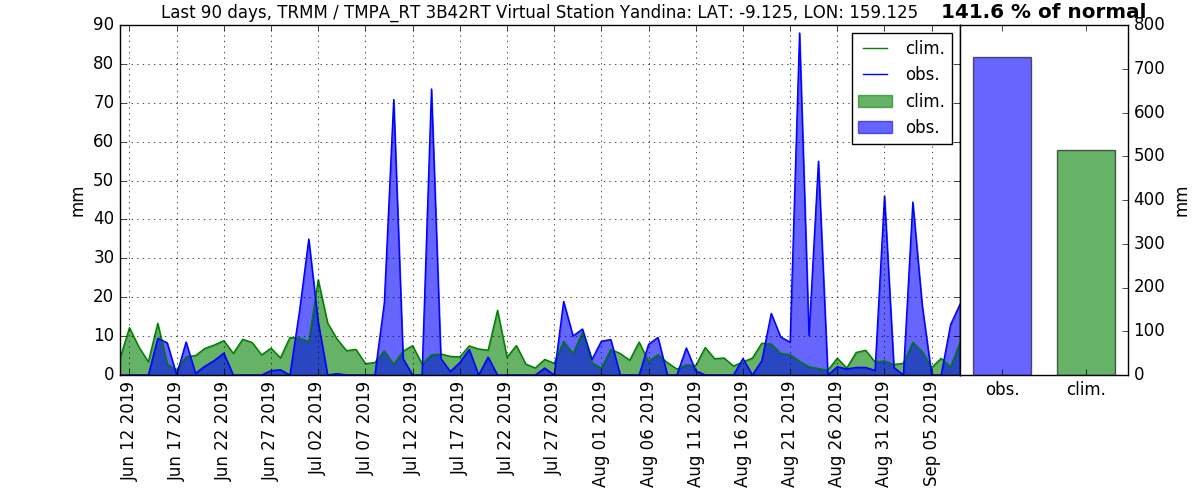 Last 90 days, TRMM / TMPA_RT 3B42RT Virtual Station Yandina: LAT: -9.125, LON: 159.125
141.6 % of normal
90
80
70
60
50
40
30
20
10
0
mm
clim.
obs.
clim.
obs.
Jun 12 2019
Jun 17 2019
Jun 22 2019
Jun 27 2019
Jul 02 2019
Jul 07 2019
Jul 12 2019
Jul 17 2019
Jul 22 2019
Jul 27 2019
Aug 01 2019
Aug 06 2019
Aug 11 2019
Aug 16 2019
Aug 21 2019
Aug 26 2019
Aug 31 2019
Sep 05 2019
800
700
600
500
400
300
200
100
0
mm
obs.
clim.